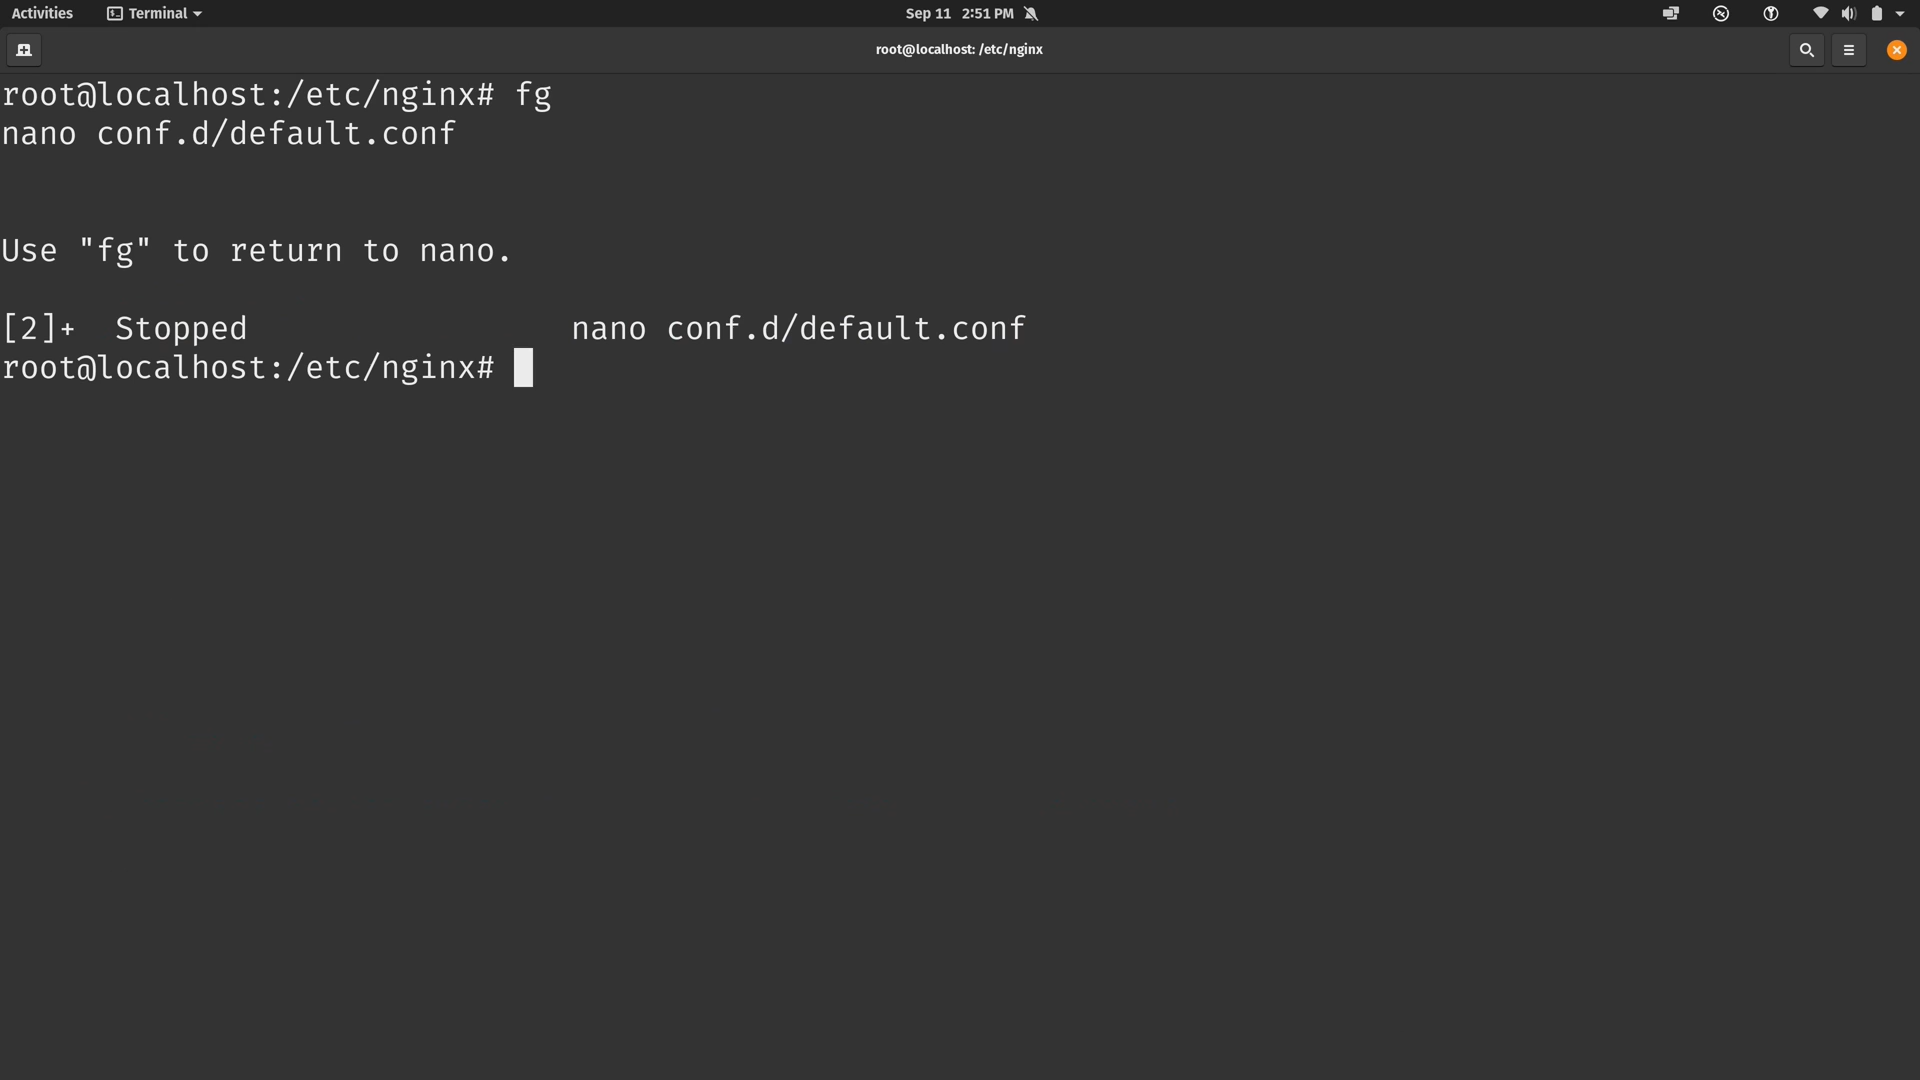 Activities Terminal Sep 11 2:51 PM
root@localhost: /etc/nginx
root@localhost:/etc/nginx# fg
nano conf.d/default.conf
Use "fg" to return to nano.
[2]+  Stopped                 nano conf.d/default.conf
root@localhost:/etc/nginx#